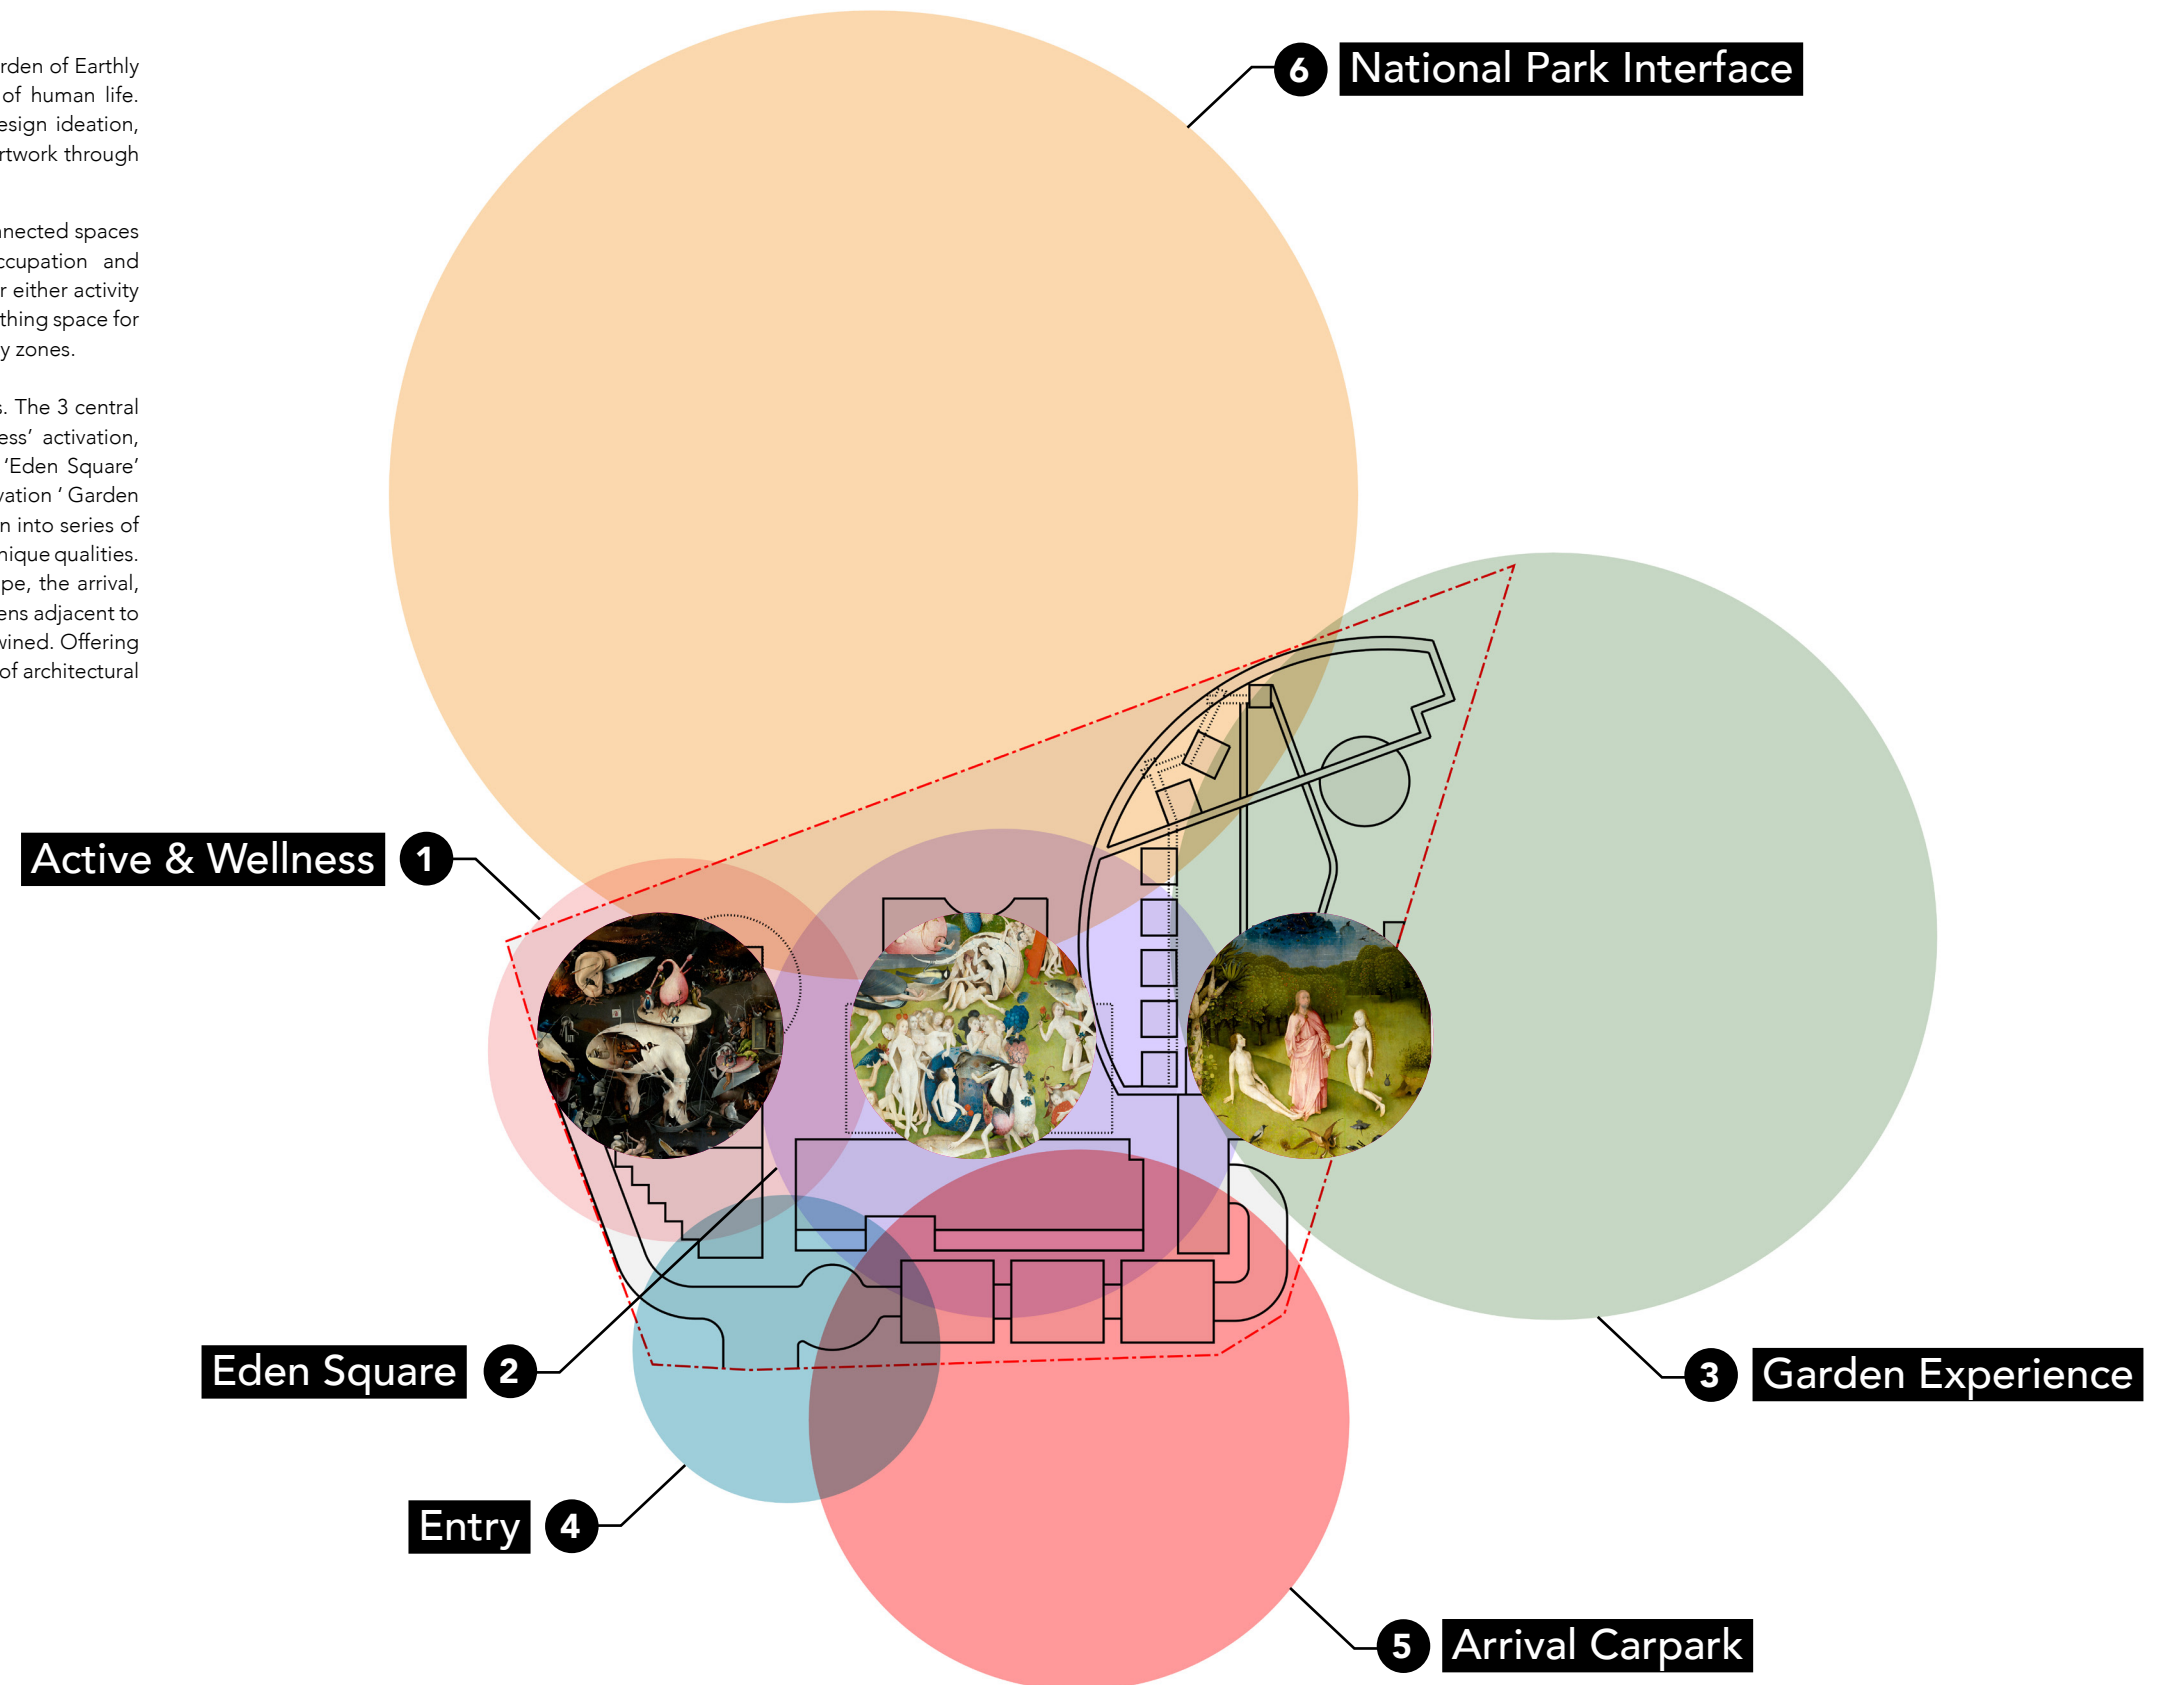 rden of Earthly
of human life.
esign ideation,
rtwork through
nnected spaces
ccupation and
r either activity
thing space for
y zones.
s. The 3 central
ess’ activation,
‘Eden Square’
vation ‘ Garden
n into series of
nique qualities.
pe, the arrival,
ens adjacent to
wined. Offering
of architectural
6 National Park Interface
Active & Wellness 1
Eden Square 2
3 Garden Experience
Entry 4
5 Arrival Carpark